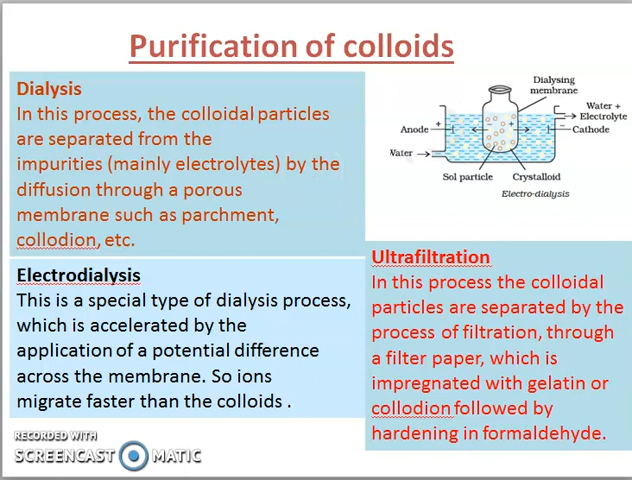 Purification of colloids
Dialysis
In this process, the colloidal particles
are separated from the
impurities (mainly electrolytes) by the
diffusion through a porous
membrane such as parchment,
collodion, etc.
Dialysing
membrane
Water +
Electrolyte
Anode
+
−
+
−
Cathode
Water
Sol particle
Crystalloid
Electro-dialysis
Electrodialysis
This is a special type of dialysis process,
which is accelerated by the
application of a potential difference
across the membrane. So ions
migrate faster than the colloids .
Ultrafiltration
In this process the colloidal
particles are separated by the
process of filtration, through
a filter paper, which is
impregnated with gelatin or
collodion followed by
hardening in formaldehyde.
RECORDED WITH
SCREENCAST MATIC